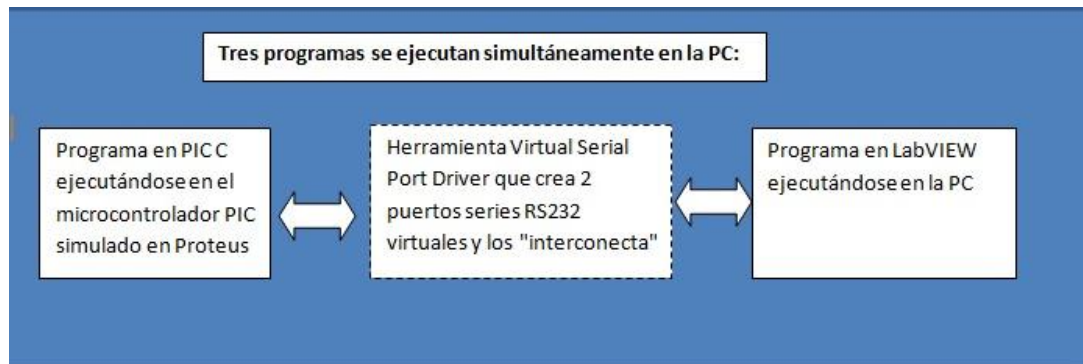 Tres programas se ejecutan simultáneamente en la PC:
Programa en PIC C
ejecutándose en el
microcontrolador PIC
simulado en Proteus
Herramienta Virtual Serial
Port Driver que crea 2
puertos series RS232
virtuales y los "interconecta"
Programa en LabVIEW
ejecutándose en la PC